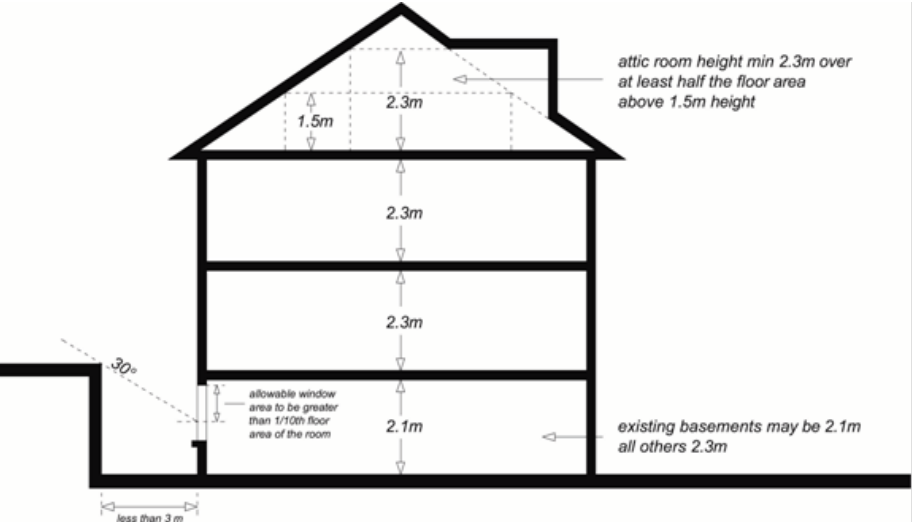 attic room height min 2.3m over
at least half the floor area
above 1.5m height
2.3m
1.5m
2.3m
2.3m
30°
allowable window
area to be greater
than 1/10th floor
area of the room
2.1m
existing basements may be 2.1m
all others 2.3m
less than 3 m